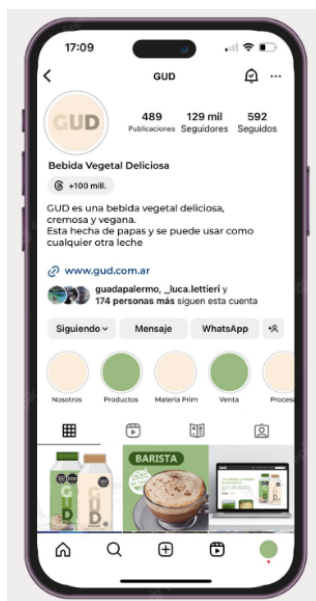 17:09
GUD
GUD
489 129 mil 592
Publicaciones Seguidores Seguidos
Bebida Vegetal Deliciosa
+100 mill.
GUD es una bebida vegetal deliciosa,
cremosa y vegana.
Esta hecha de papas y se puede usar como
cualquier otra leche
www.gud.com.ar
guadapalermo, _luca.lettieri y
174 personas más siguen esta cuenta
Siguiendo Mensaje WhatsApp
Nosotros Productos Materia Prim Venta Proceso
GUD GUD
BARISTA